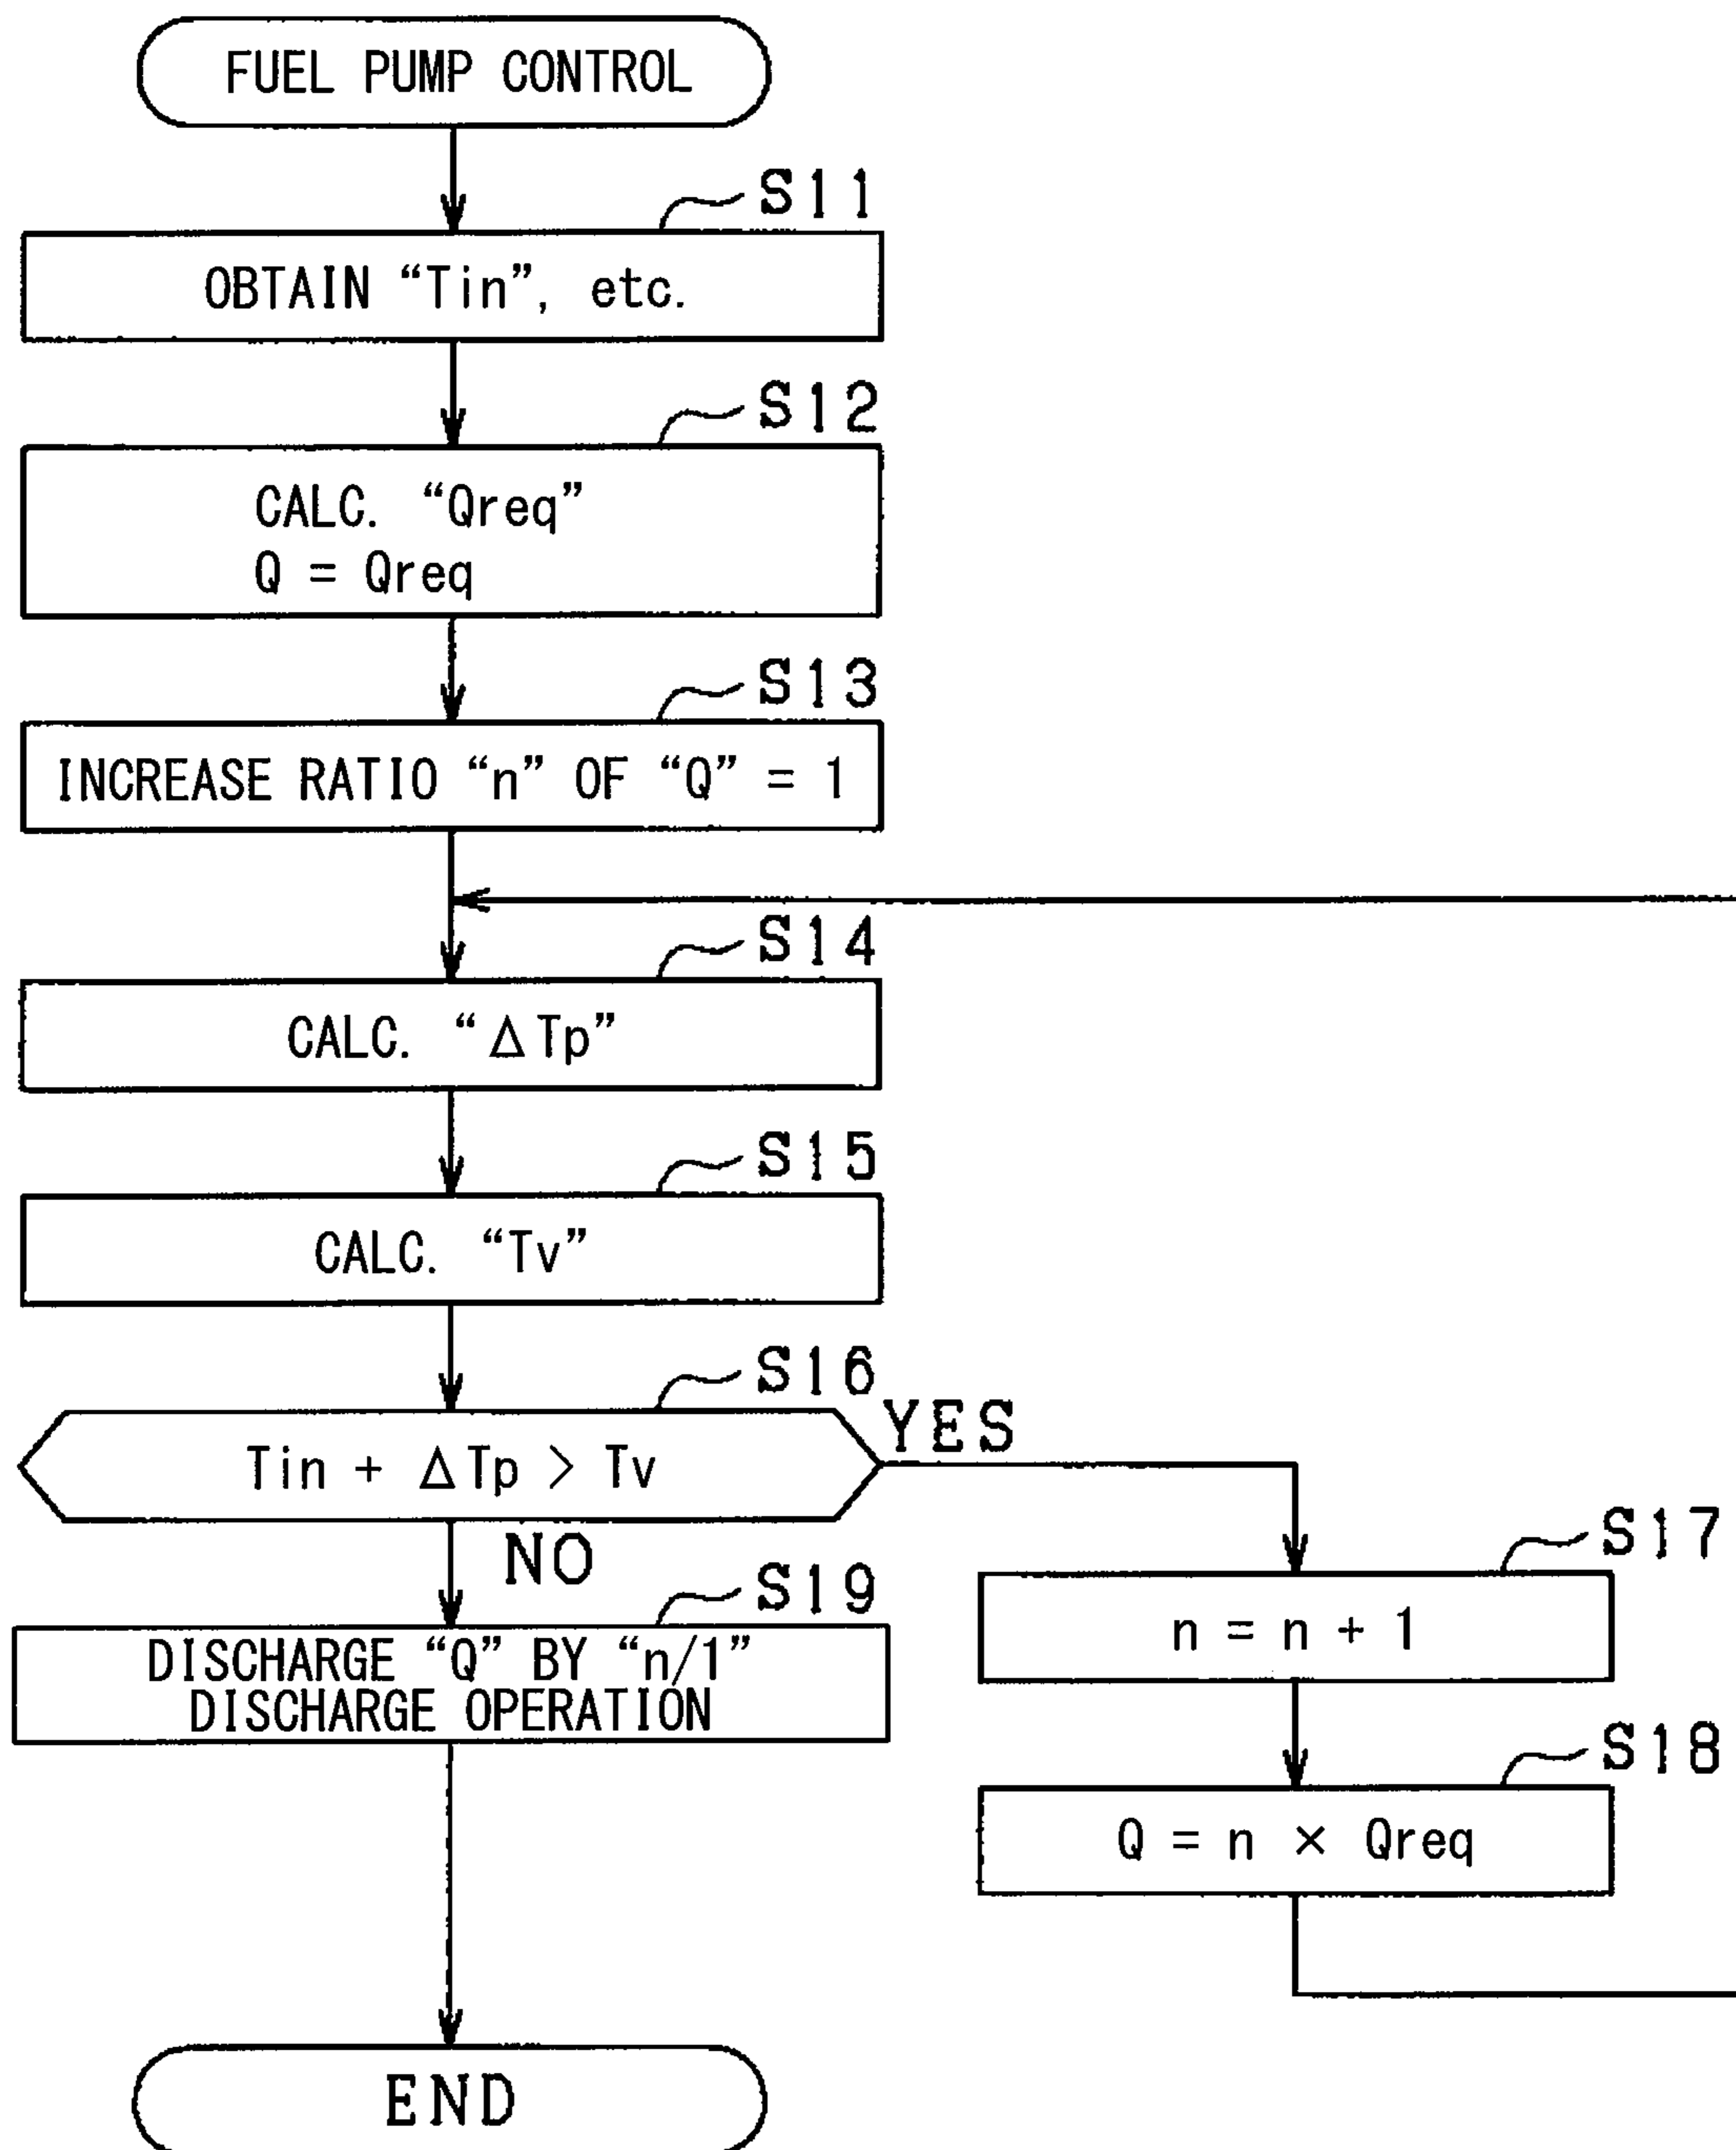 FUEL PUMP CONTROL
S11
OBTAIN “Tin”, etc.
S12
CALC. “Qreq”
Q = Qreq
S13
INCREASE RATIO “n” OF “Q” = 1
S14
CALC. “ΔTp”
S15
CALC. “Tv”
S16
Tin + ΔTp > Tv
YES
NO
S17
n = n + 1
S18
Q = n × Qreq
S19
DISCHARGE “Q” BY “n/1”
DISCHARGE OPERATION
END